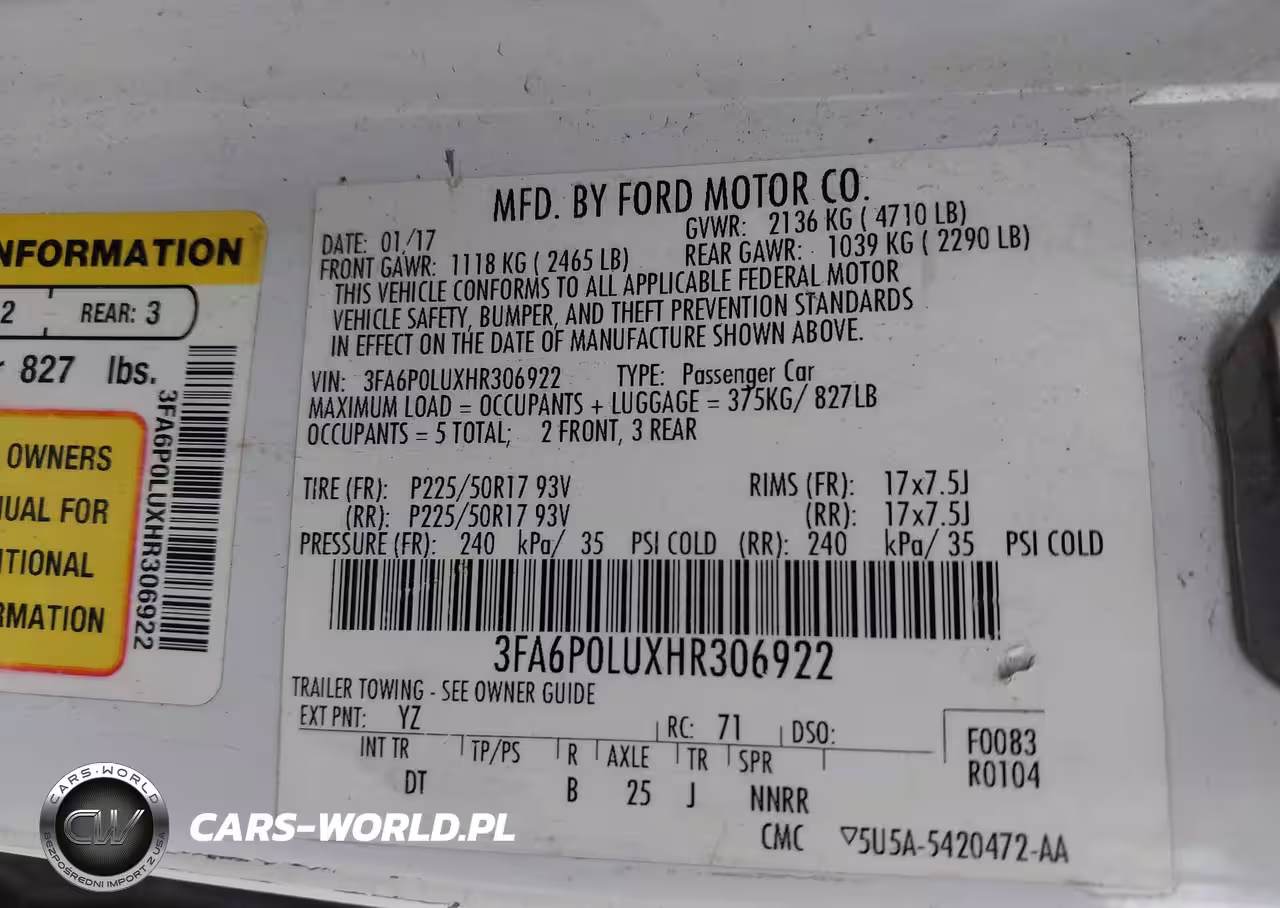 NFORMATION
2 REAR: 3
827 lbs.
3FA6P0LUXHR306922
OWNERS
UAL FOR
ITIONAL
RMATION
MFD. BY FORD MOTOR CO.
DATE: 01/17 GVWR: 2136 KG ( 4710 LB)
FRONT GAWR: 1118 KG ( 2465 LB) REAR GAWR: 1039 KG ( 2290 LB)
THIS VEHICLE CONFORMS TO ALL APPLICABLE FEDERAL MOTOR
VEHICLE SAFETY, BUMPER, AND THEFT PREVENTION STANDARDS
IN EFFECT ON THE DATE OF MANUFACTURE SHOWN ABOVE.
VIN: 3FA6P0LUXHR306922 TYPE: Passenger Car
MAXIMUM LOAD = OCCUPANTS + LUGGAGE = 375KG/ 827LB
OCCUPANTS = 5 TOTAL; 2 FRONT, 3 REAR
TIRE (FR): P225/50R17 93V RIMS (FR): 17x7.5J
(RR): P225/50R17 93V (RR): 17x7.5J
PRESSURE (FR): 240 kPa/ 35 PSI COLD (RR): 240 kPa/ 35 PSI COLD
3FA6P0LUXHR306922
TRAILER TOWING - SEE OWNER GUIDE
EXT PNT: YZ RC: 71 DSO:
INT TR TP/PS R AXLE TR SPR
DT B 25 J NNRR
F0083
R0104
CMC ▽5U5A-5420472-AA
CARS-WORLD
CW
BEZPOŚREDNI IMPORT Z USA
CARS-WORLD.PL